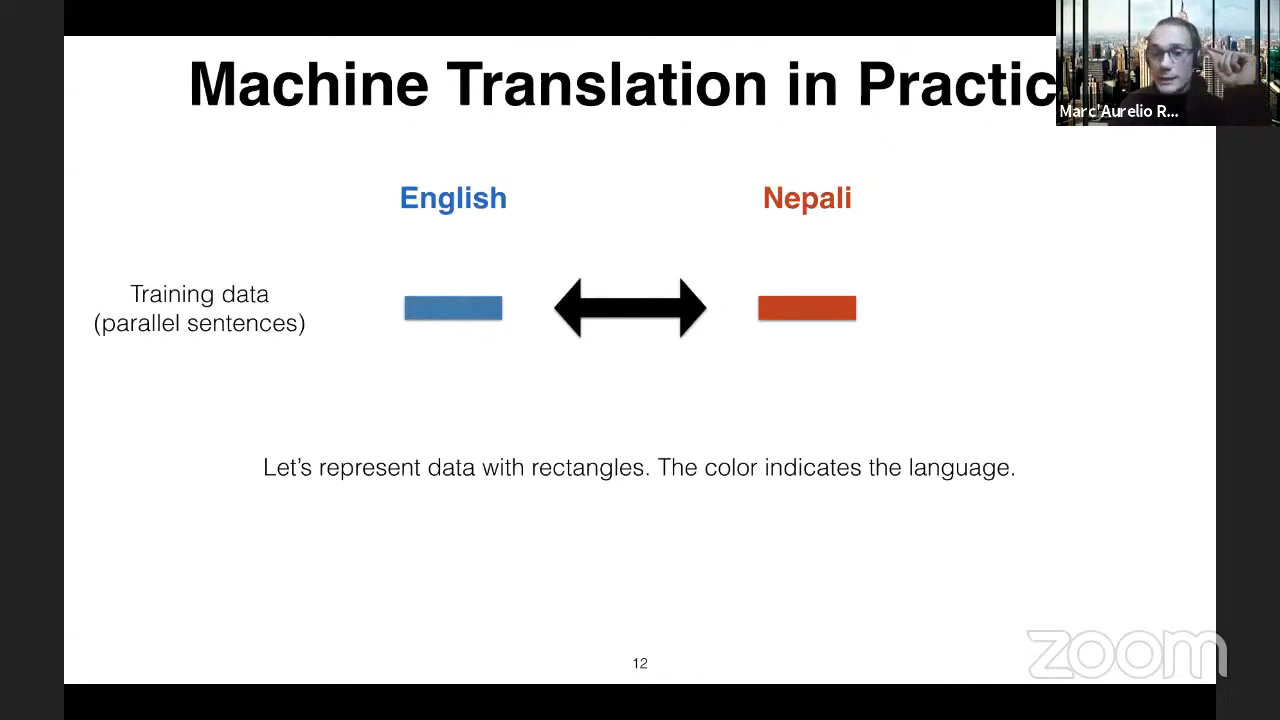 Machine Translation in Practic
Marc'Aurelio R...
English
Nepali
Training data
(parallel sentences)
Let's represent data with rectangles. The color indicates the language.
12
zoom